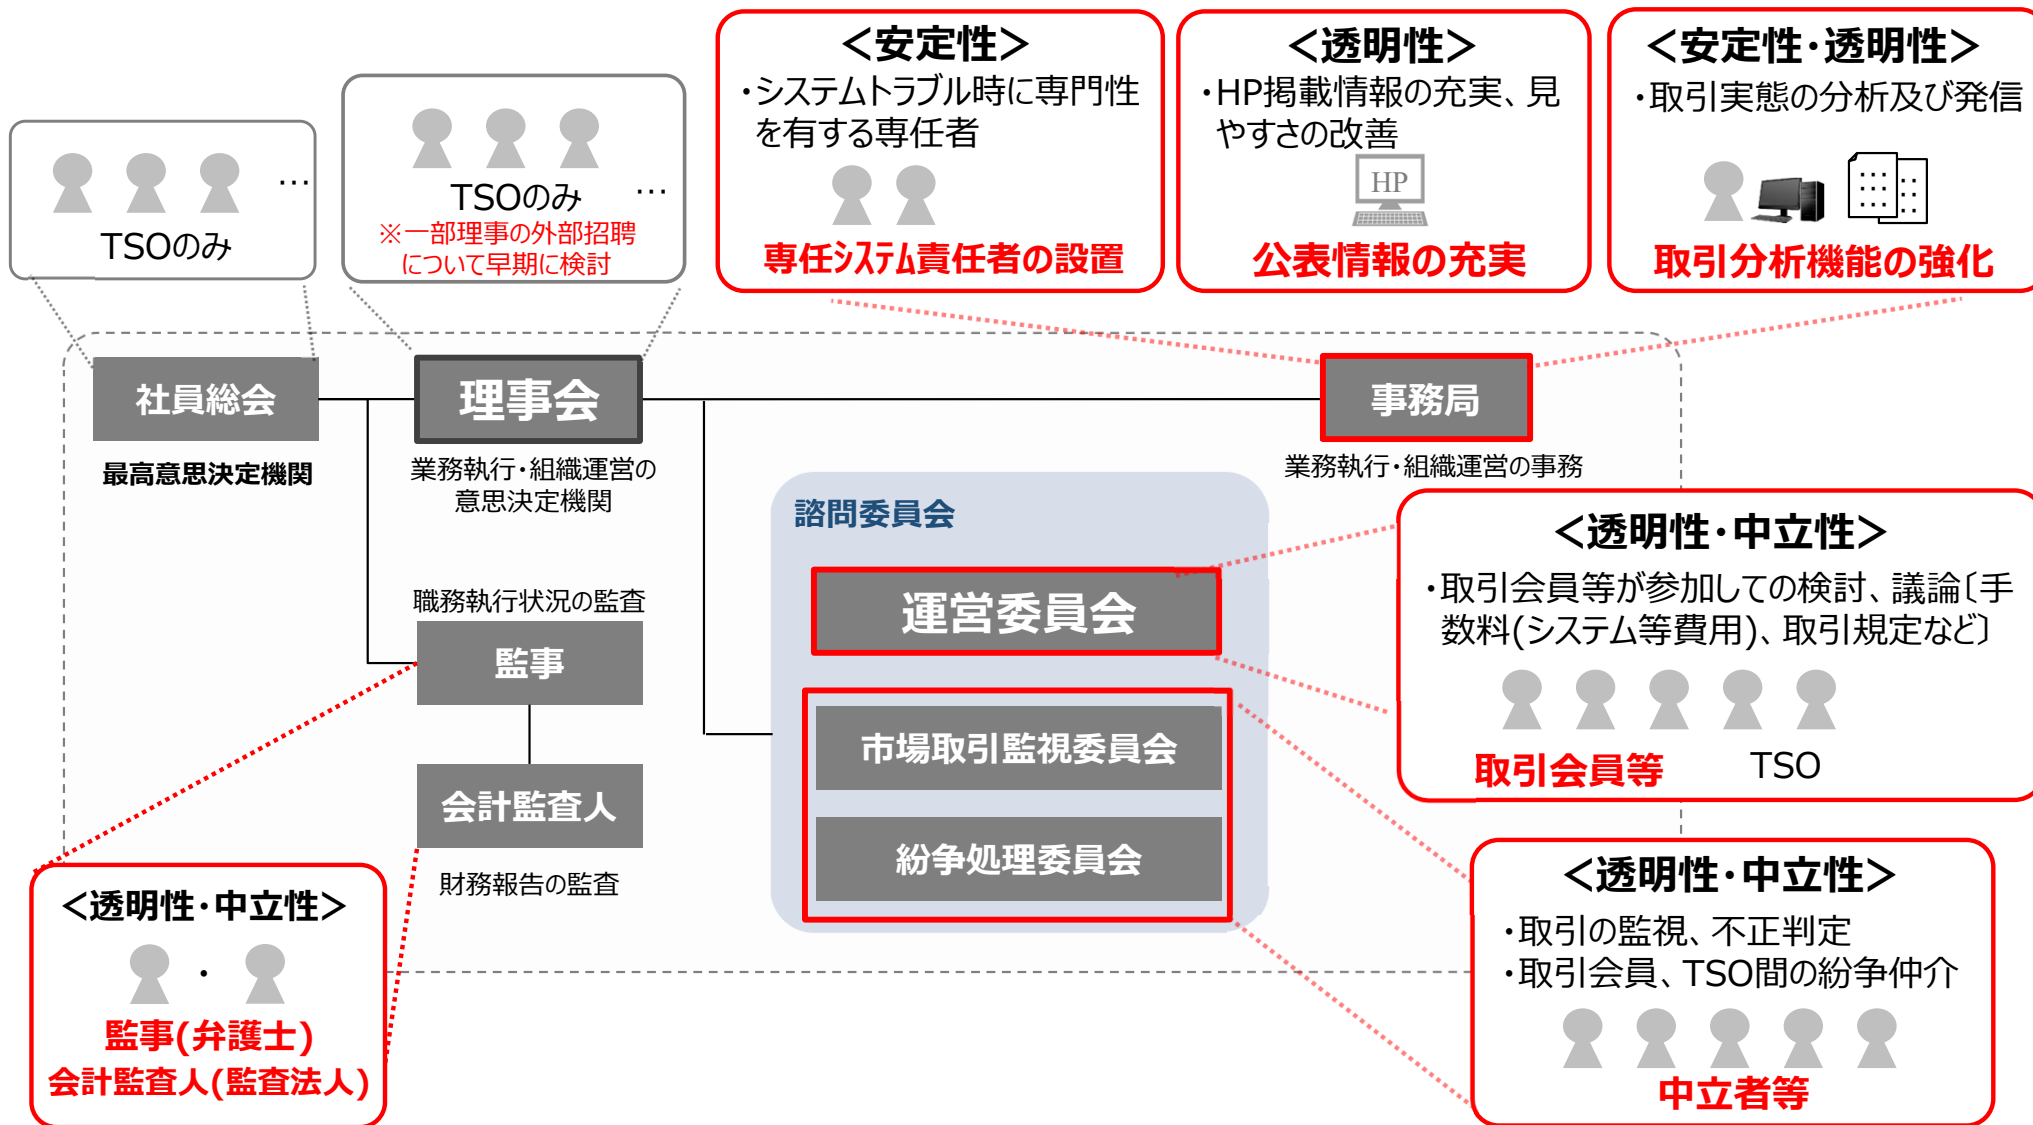 ＜安定性＞
・システムトラブル時に専門性
を有する専任者
専任システム責任者の設置
＜透明性＞
・HP掲載情報の充実、見
やすさの改善
HP
公表情報の充実
＜安定性・透明性＞
・取引実態の分析及び発信
取引分析機能の強化
…
TSOのみ
…
TSOのみ
※一部理事の外部招聘
について早期に検討
社員総会
最高意思決定機関
理事会
業務執行・組織運営の
意思決定機関
事務局
業務執行・組織運営の事務
職務執行状況の監査
監事
会計監査人
財務報告の監査
諮問委員会
運営委員会
市場取引監視委員会
紛争処理委員会
＜透明性・中立性＞
・取引会員等が参加しての検討、議論〔手
数料(システム等費用)、取引規定など〕
取引会員等
TSO
＜透明性・中立性＞
・取引の監視、不正判定
・取引会員、TSO間の紛争仲介
中立者等
＜透明性・中立性＞
・
監事(弁護士)
会計監査人(監査法人)